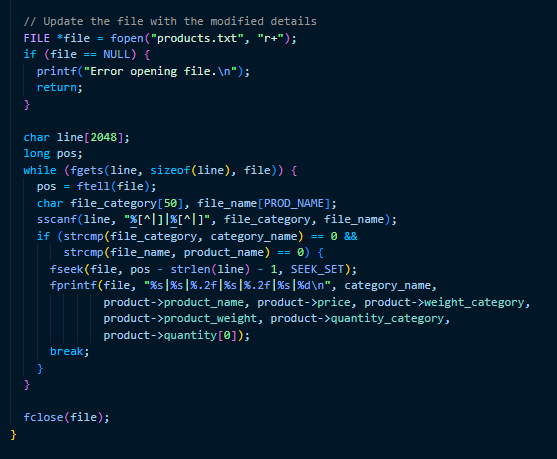 // Update the file with the modified details
FILE *file = fopen("products.txt", "r+");
if (file == NULL) {
  printf("Error opening file.\n");
  return;
}

char line[2048];
long pos;
while (fgets(line, sizeof(line), file)) {
  pos = ftell(file);
  char file_category[50], file_name[PROD_NAME];
  sscanf(line, "%[^|]|%[^|]", file_category, file_name);
  if (strcmp(file_category, category_name) == 0 &&
      strcmp(file_name, product_name) == 0) {
    fseek(file, pos - strlen(line) - 1, SEEK_SET);
    fprintf(file, "%s|%s|%.2f|%s|%.2f|%s|%d\n", category_name,
            product->product_name, product->price, product->weight_category,
            product->product_weight, product->quantity_category,
            product->quantity[0]);
    break;
  }
}

fclose(file);
}